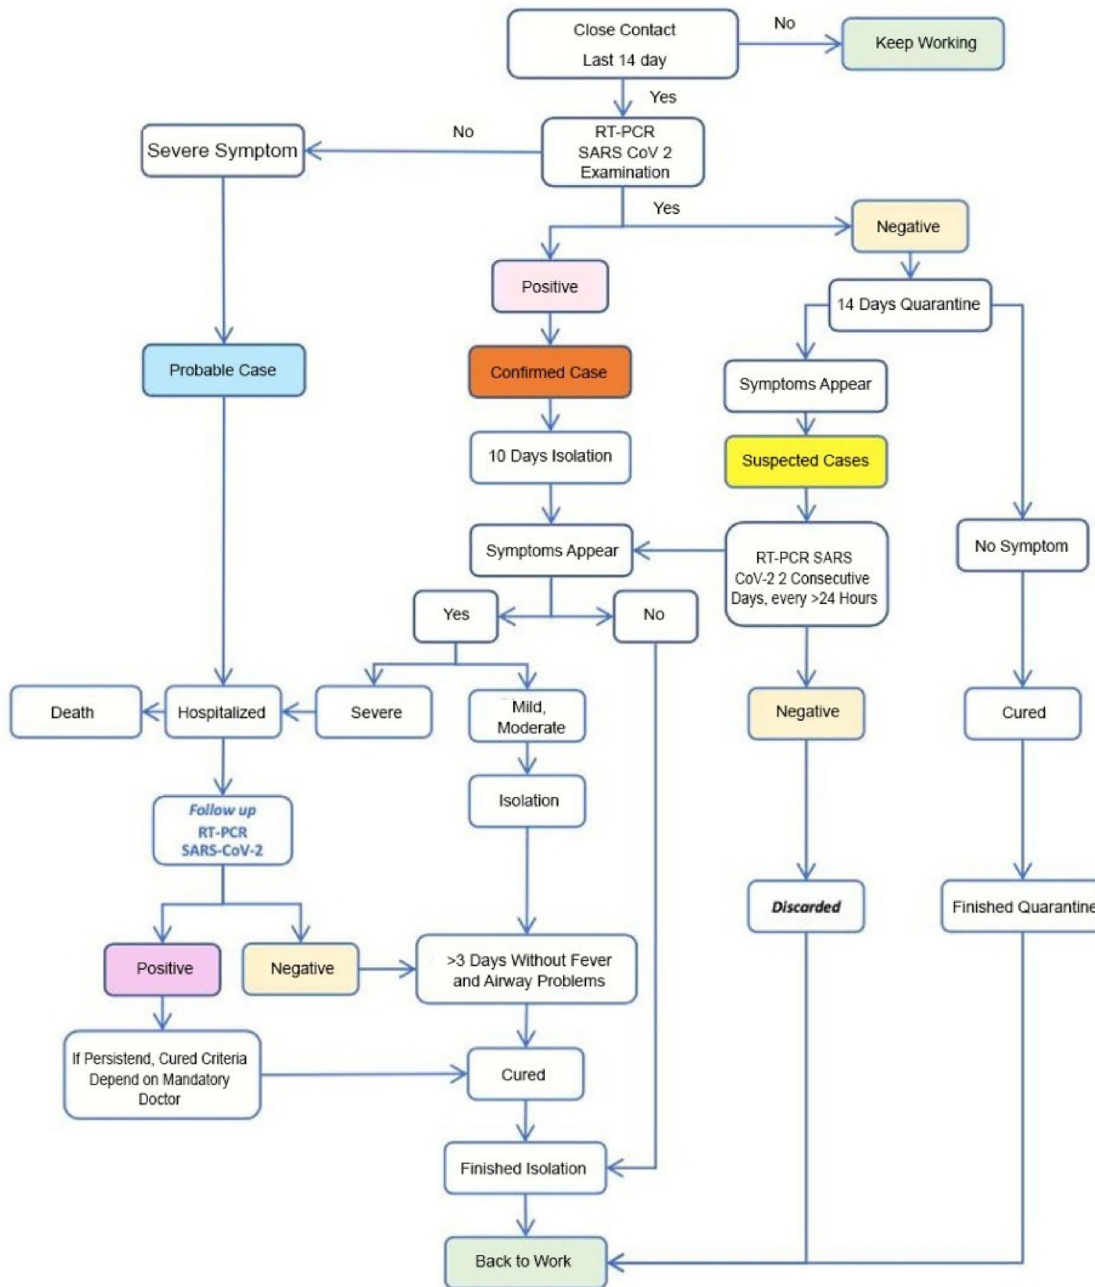 Close Contact
Last 14 day
No
Keep Working
Yes
RT-PCR
SARS CoV 2
Examination
No
Severe Symptom
Yes
Negative
Positive
14 Days Quarantine
Probable Case
Confirmed Case
Symptoms Appear
10 Days Isolation
Suspected Cases
Symptoms Appear
RT-PCR SARS
CoV-2 2 Consecutive
Days, every >24 Hours
No Symptom
Yes
No
Death
Hospitalized
Severe
Mild,
Moderate
Negative
Cured
Isolation
Follow up
RT-PCR
SARS-CoV-2
Discarded
Finished Quarantine
Positive
Negative
>3 Days Without Fever
and Airway Problems
If Persistend, Cured Criteria
Depend on Mandatory
Doctor
Cured
Finished Isolation
Back to Work